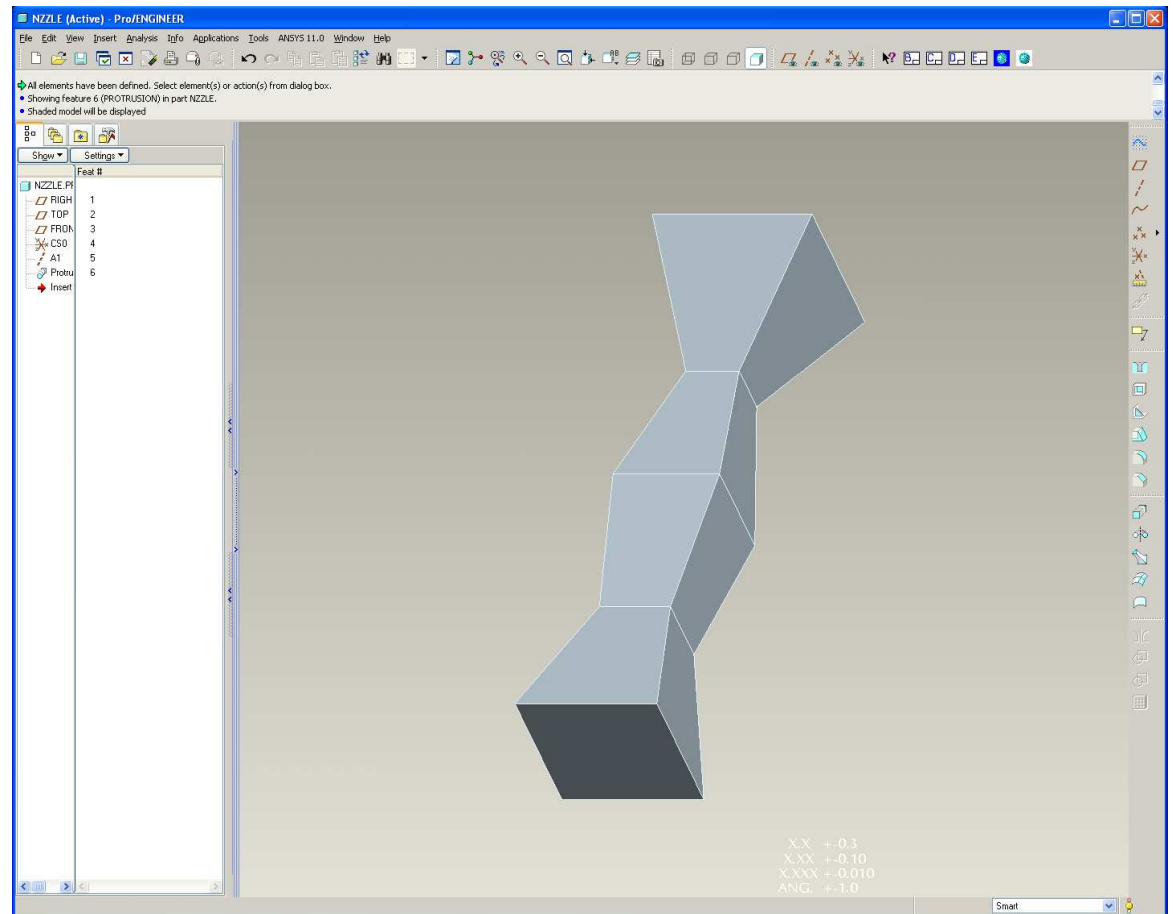 NZZLE (Active) - Pro/ENGINEER
File Edit View Insert Analysis Info Applications Tools ANSYS 11.0 Window Help
All elements have been defined. Select element(s) or action(s) from dialog box.
Showing feature 6 (PROTRUSION) in part NZZLE.
Shaded model will be displayed
Show Settings
Feat #
NZZLE.PF
RIGH 1
TOP 2
FRON 3
CS0 4
A1 5
Protru 6
Insert
X.X +-0.3
X.XX +-0.10
X.XXX +-0.010
ANG. +-1.0
Smart